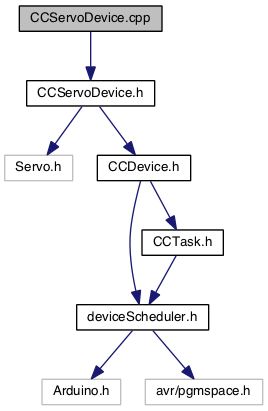 CCServoDevice.cpp
CCServoDevice.h
Servo.h
CCDevice.h
CCTask.h
deviceScheduler.h
Arduino.h
avr/pgmspace.h